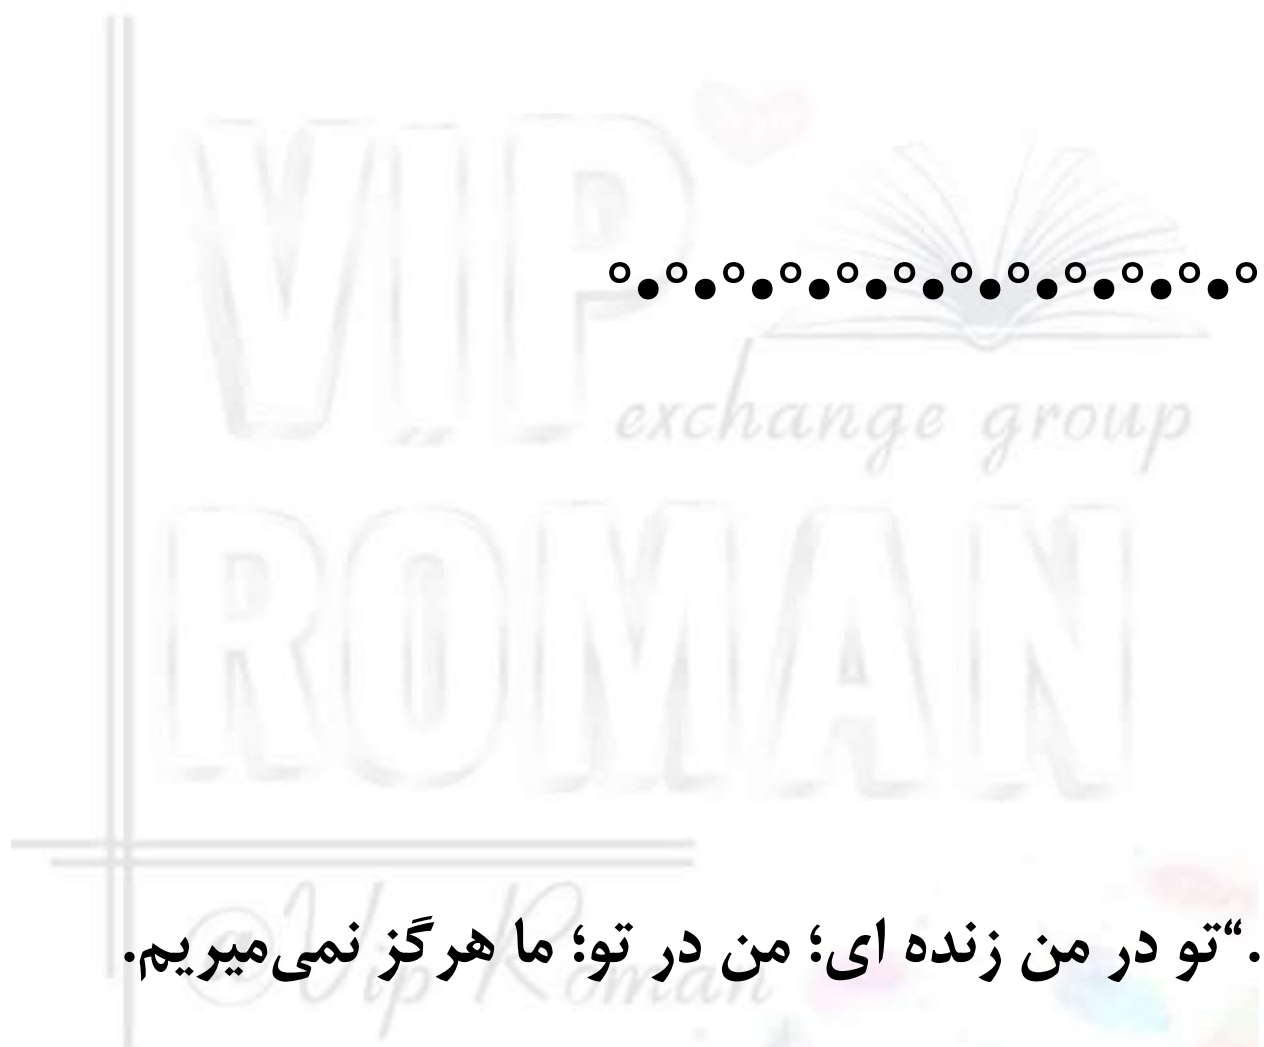 VIP
°•°•°•°•°•°•°•°•°•°•°•°
exchange group
ROMAN
.“تو در من زنده ای؛ من در تو؛ ما هرگز نمی‌میریم.
@Vip Roman